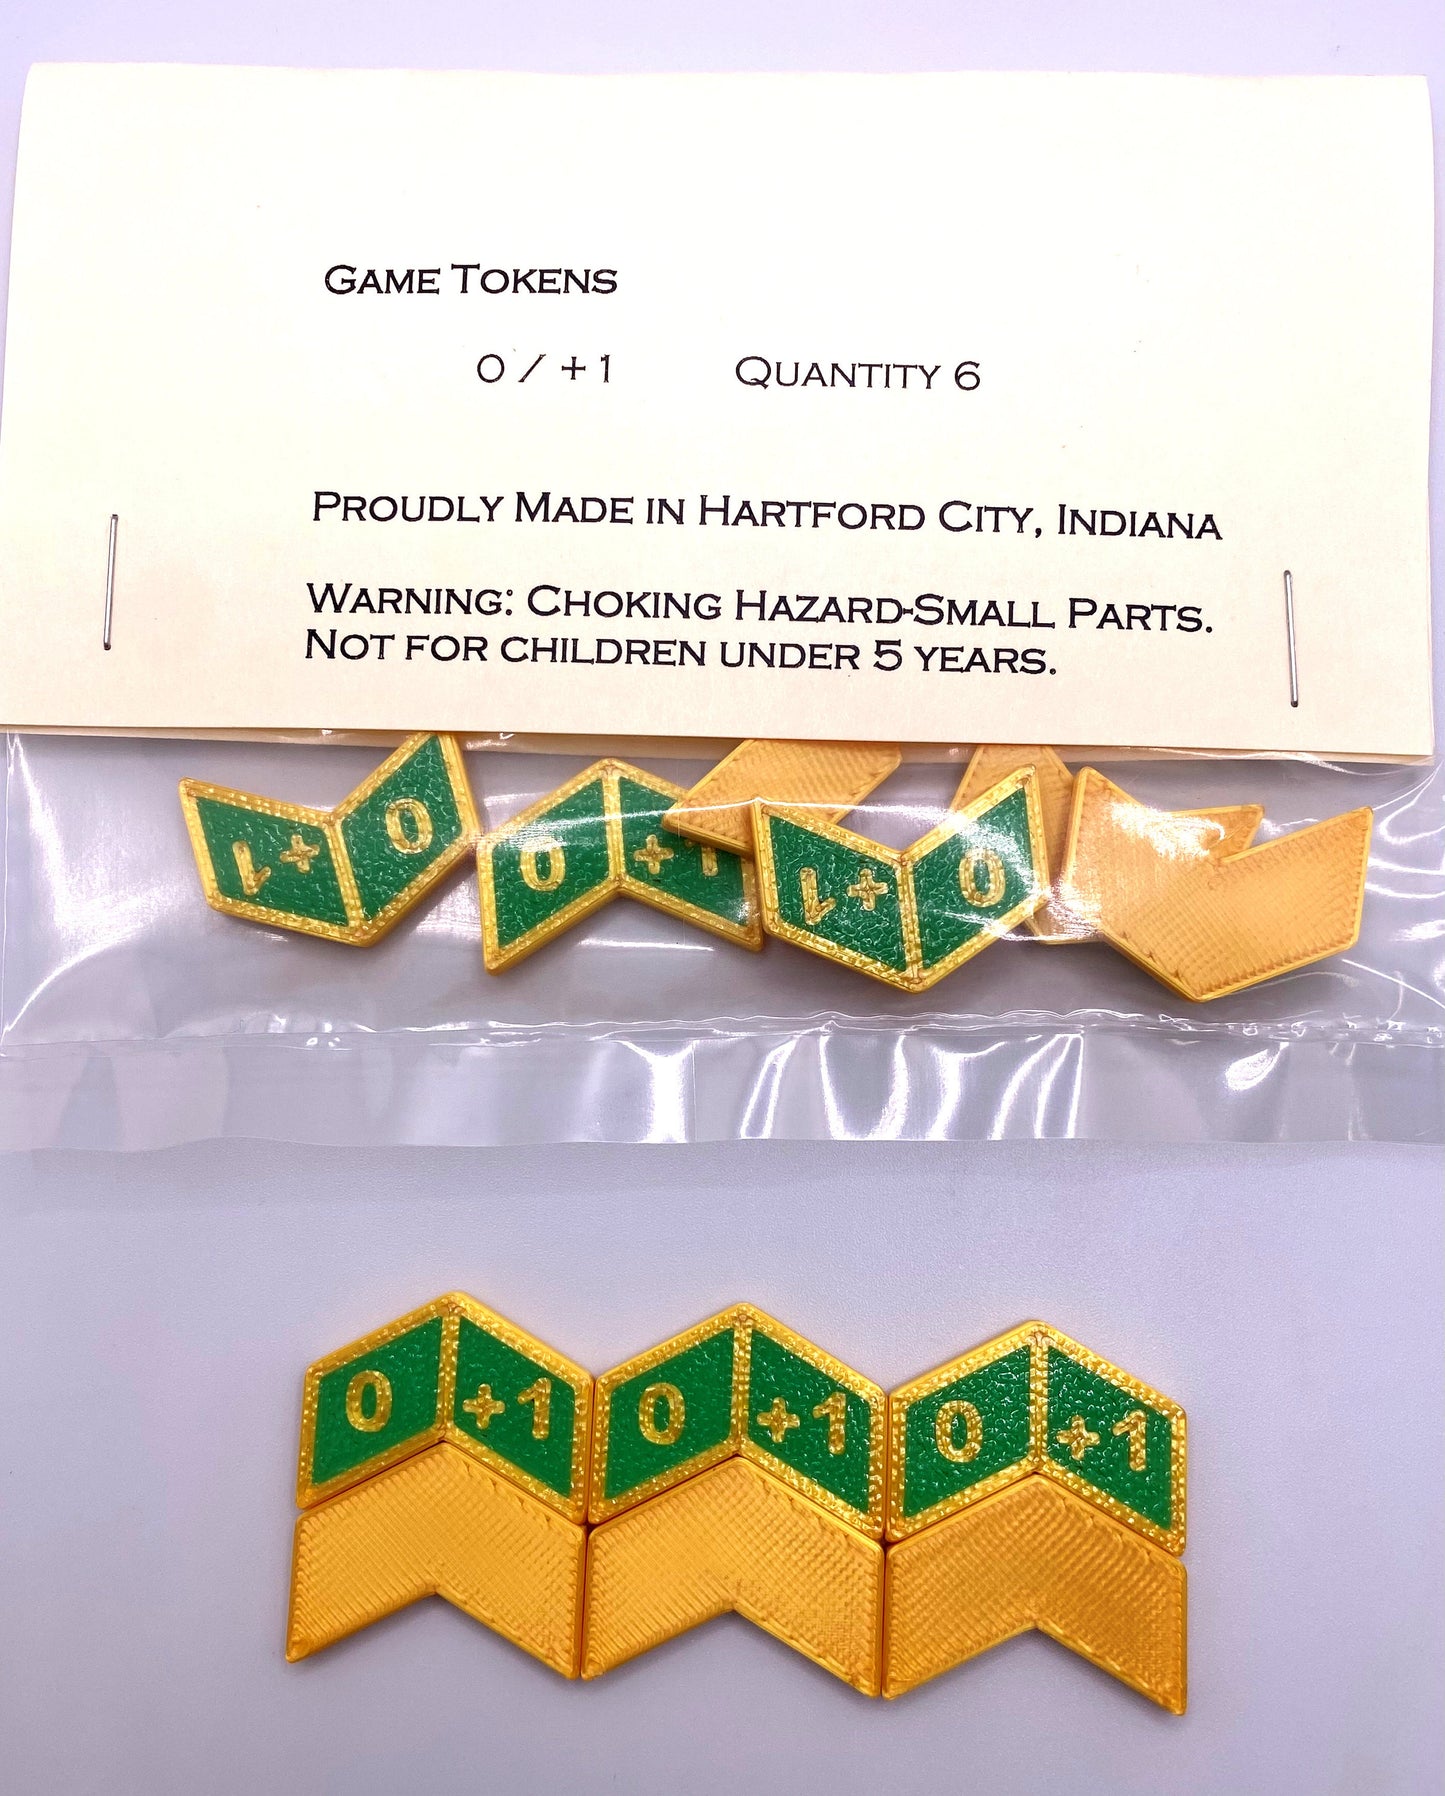 GAME TOKENS
0 / +1 QUANTITY 6
PROUDLY MADE IN HARTFORD CITY, INDIANA
WARNING: CHOKING HAZARD-SMALL PARTS.
NOT FOR CHILDREN UNDER 5 YEARS.
+1 0
0 +1
+1 0
0 +1 0 +1 0 +1